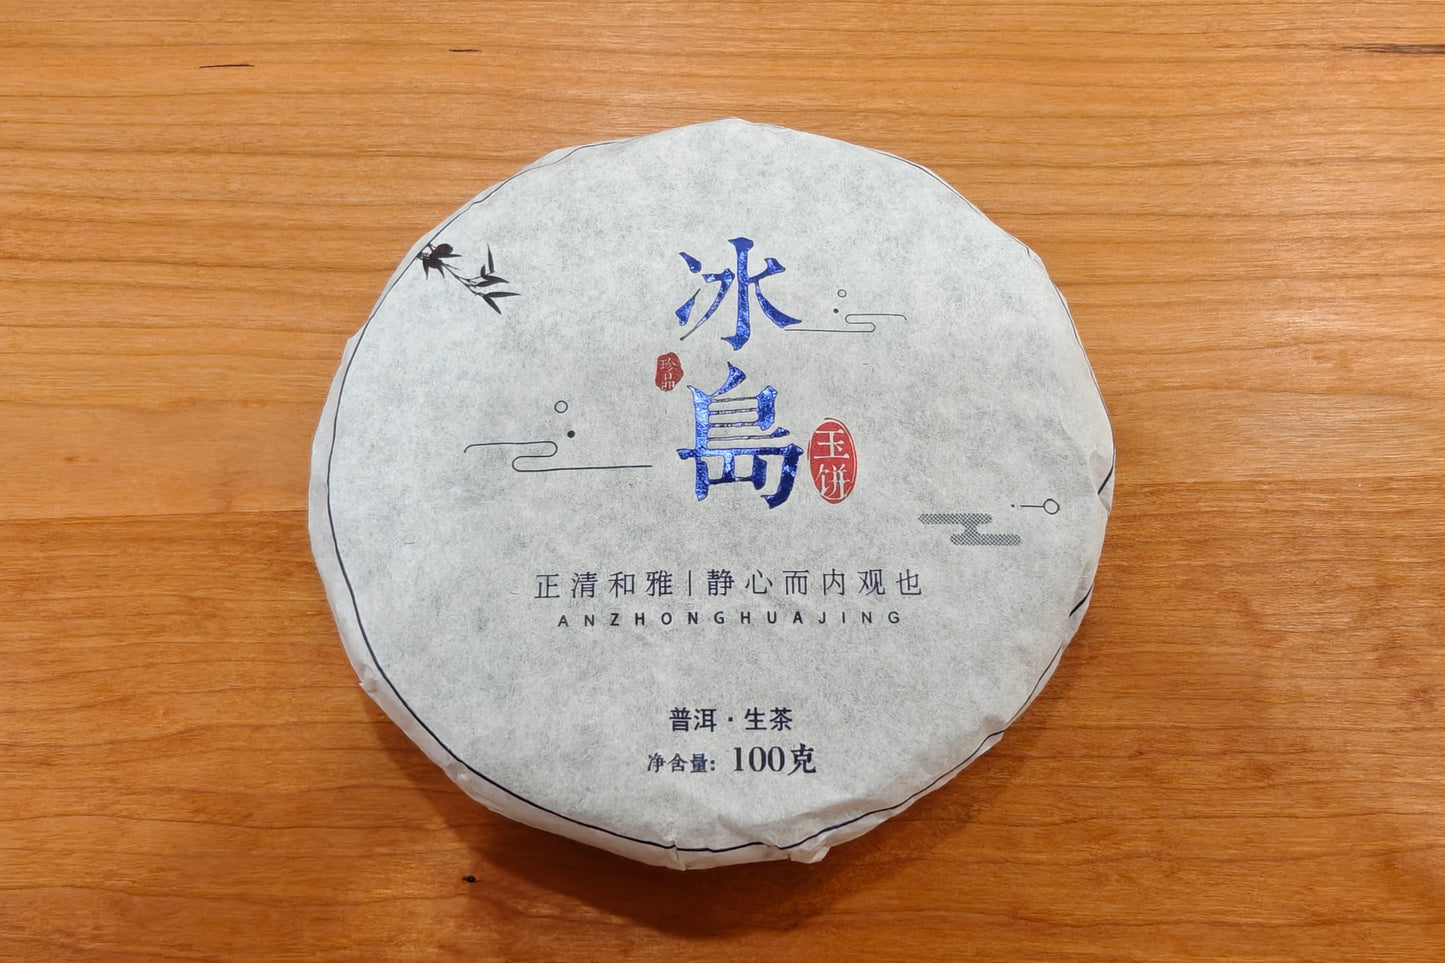 冰島
珍品
玉饼
正清和雅|静心而内观也
ANZHONGHUAJING
普洱·生茶
净含量: 100克